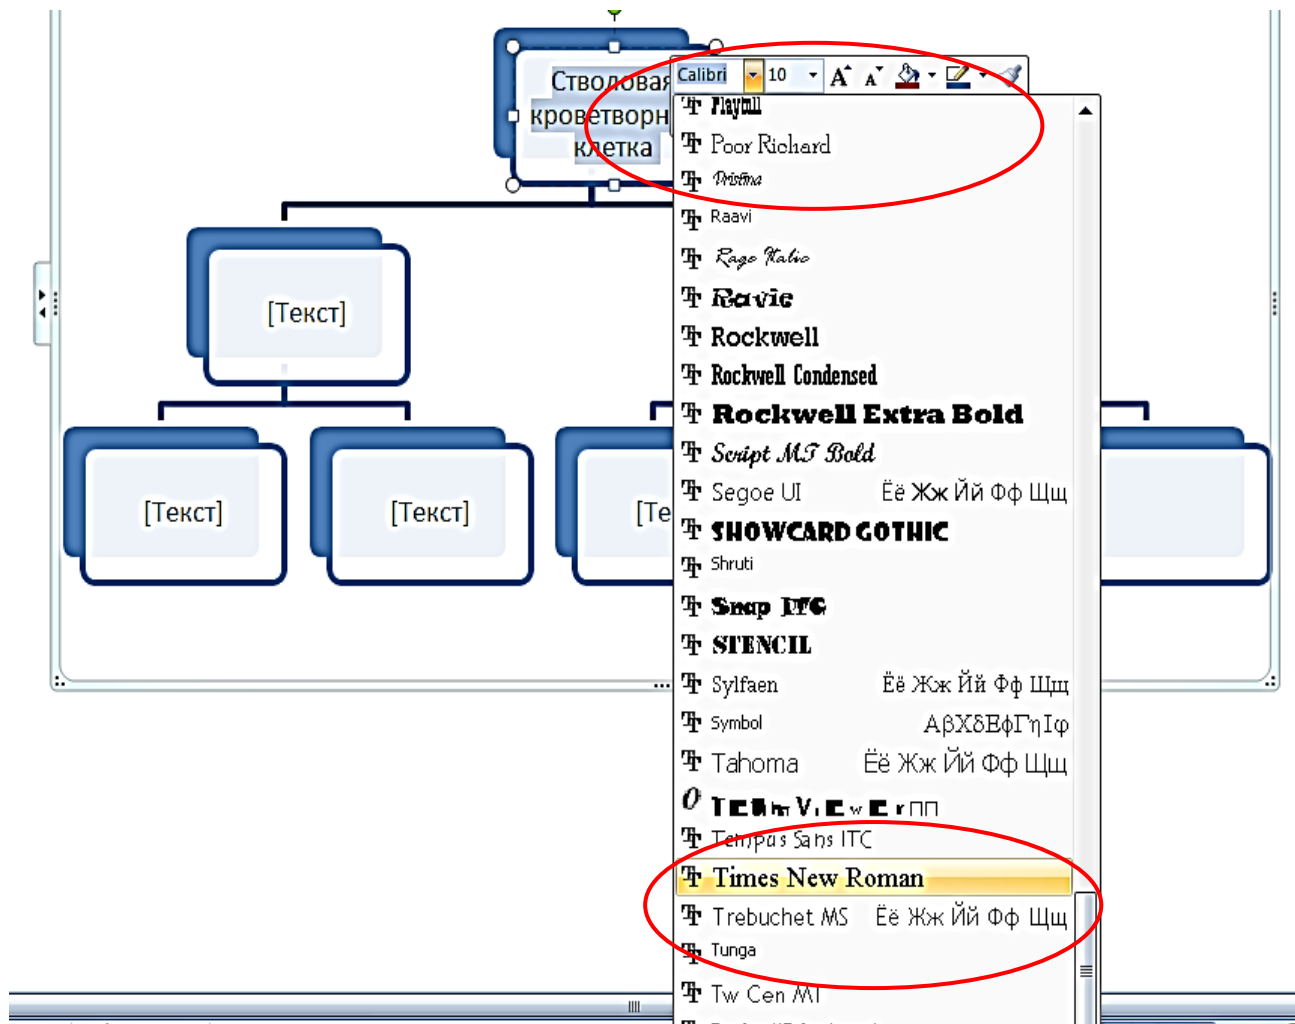 Стволовая
кроветворн
клетка
Calibri 10 A A
Playbill
Poor Richard
Pristina
Raavi
Rage Italic
Ravie
[Текст]
Rockwell
Rockwell Condensed
Rockwell Extra Bold
Script MT Bold
Segoe UI Ёё Жж Йй Фф Щщ
[Текст] [Текст] [Те
SHOWCARD GOTHIC
Shruti
Snap ITC
STENCIL
Sylfaen Ёё Жж Йй Фф Щщ
Symbol ΑβΧδΕφΓηΙφ
Tahoma Ёё Жж Йй Фф Щщ
TeamViewer
Tempus Sans ITC
Times New Roman
Trebuchet MS Ёё Жж Йй Фф Щщ
Tunga
Tw Cen MT